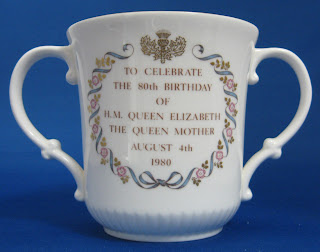 TO CELEBRATE
THE 80th BIRTHDAY
OF
H.M. QUEEN ELIZABETH
THE QUEEN MOTHER
AUGUST 4th
1980